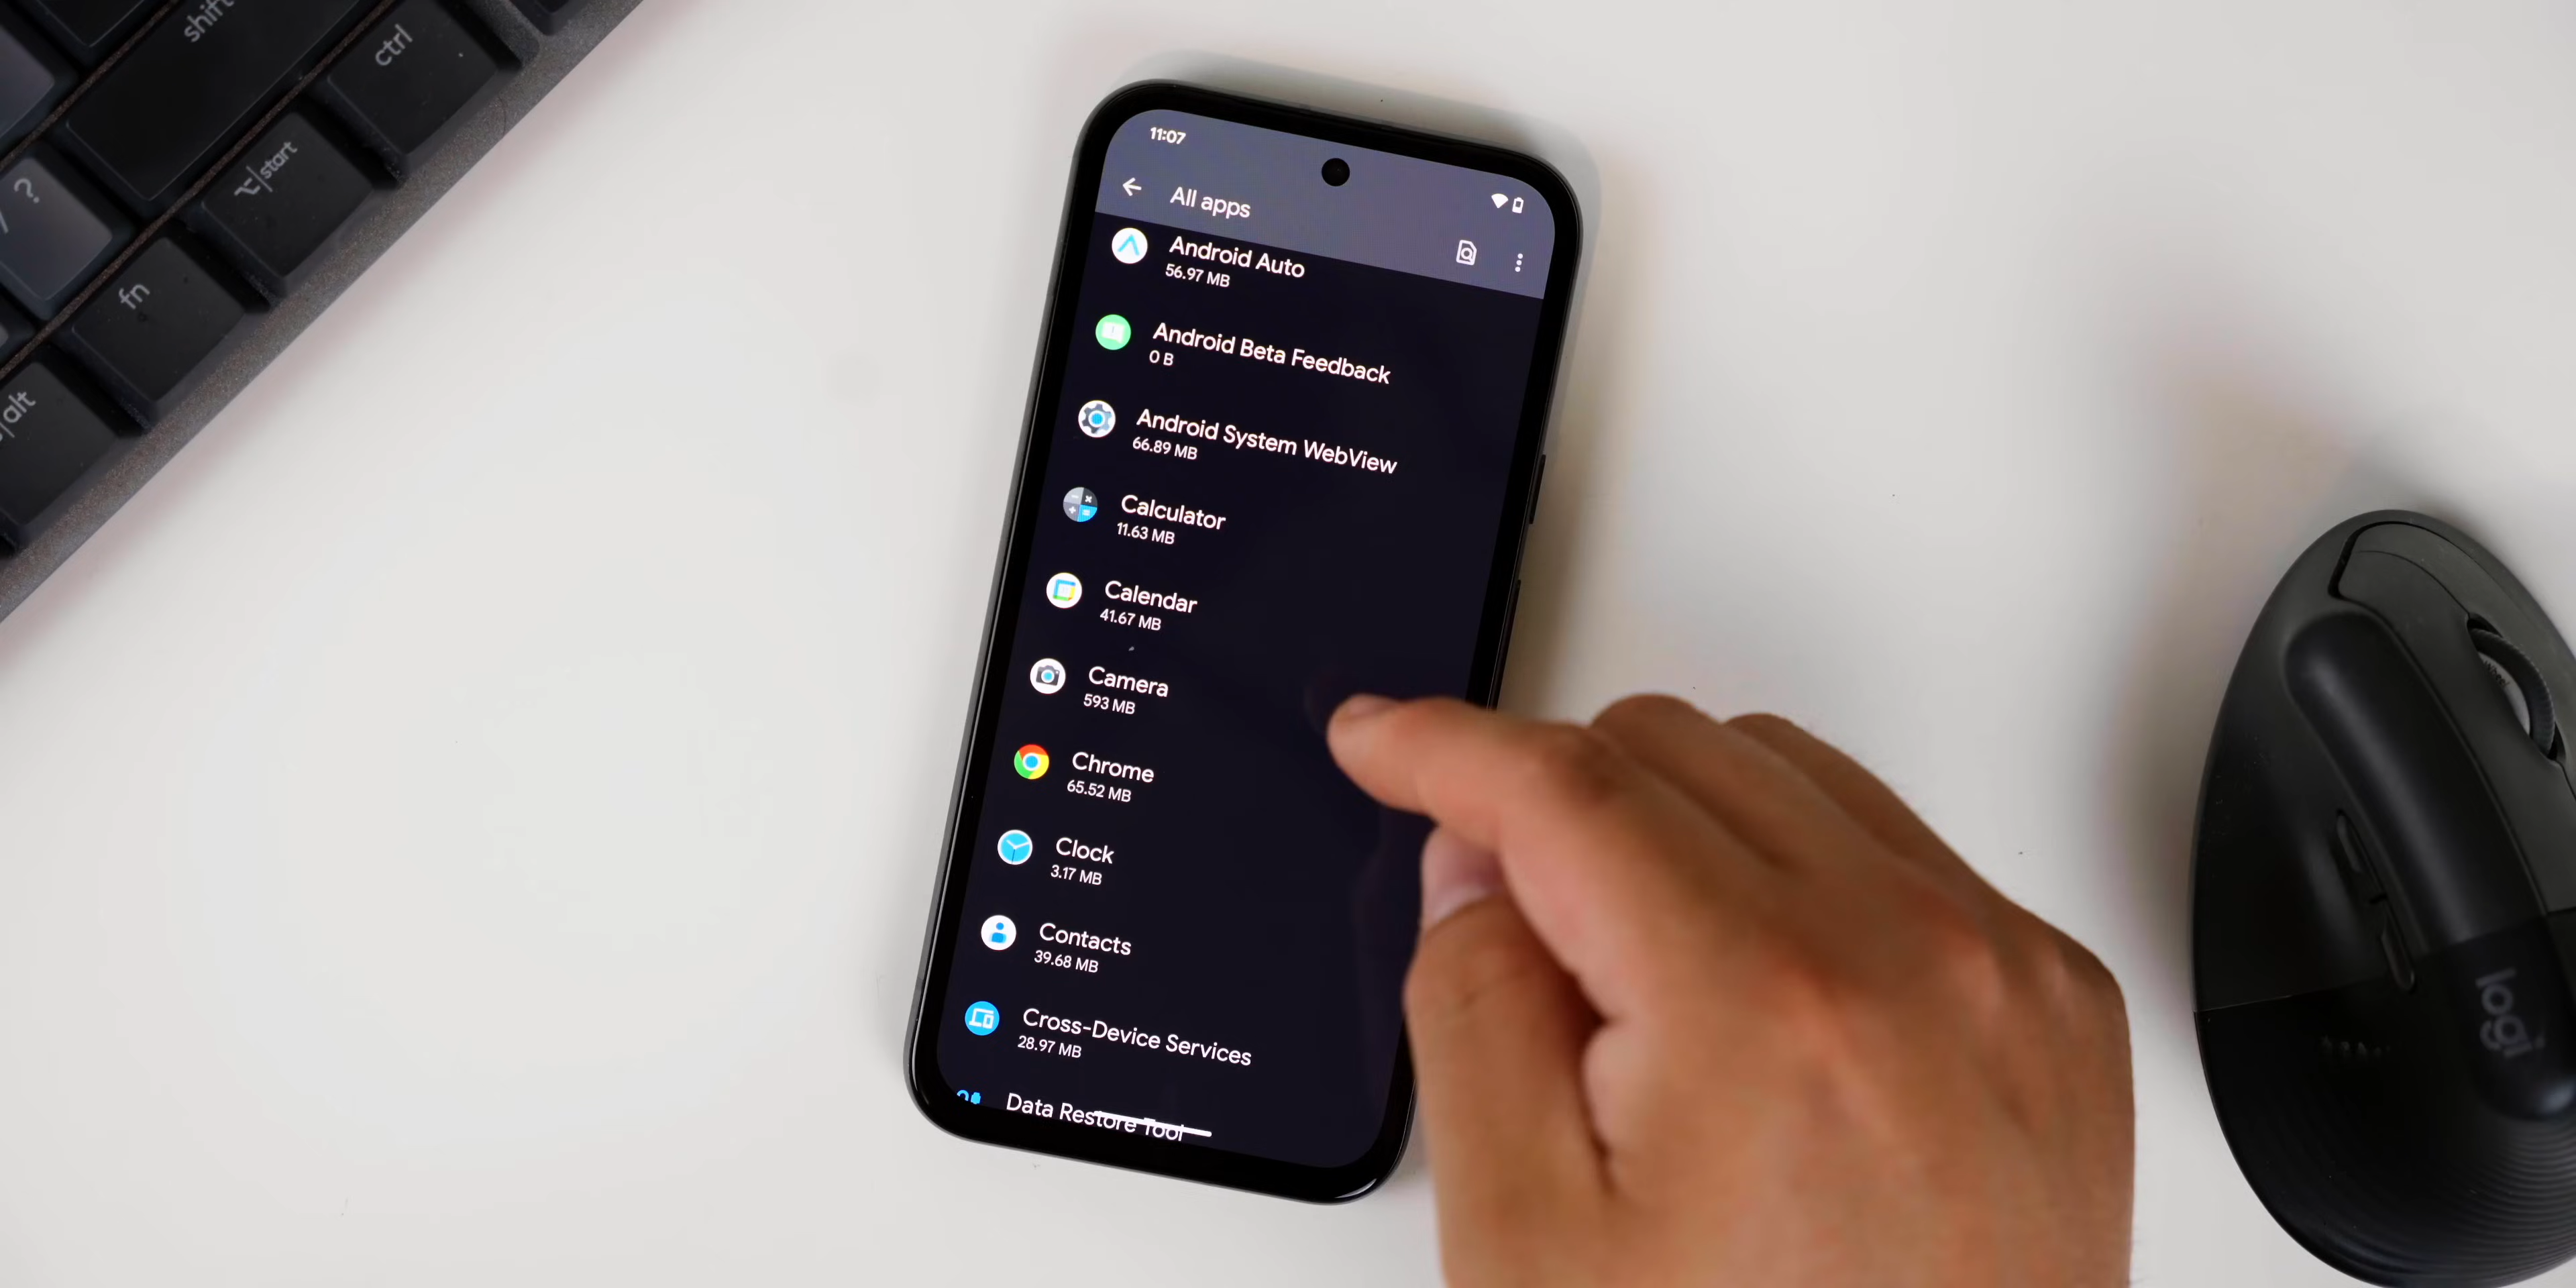 shift
ctrl
⌥|start
/ ?
fn
alt
11:07
All apps
Android Auto
56.97 MB
Android Beta Feedback
0 B
Android System WebView
66.89 MB
Calculator
11.63 MB
Calendar
41.67 MB
Camera
593 MB
Chrome
65.52 MB
Clock
3.17 MB
Contacts
39.68 MB
Cross-Device Services
28.97 MB
Data Restore Tool
logi